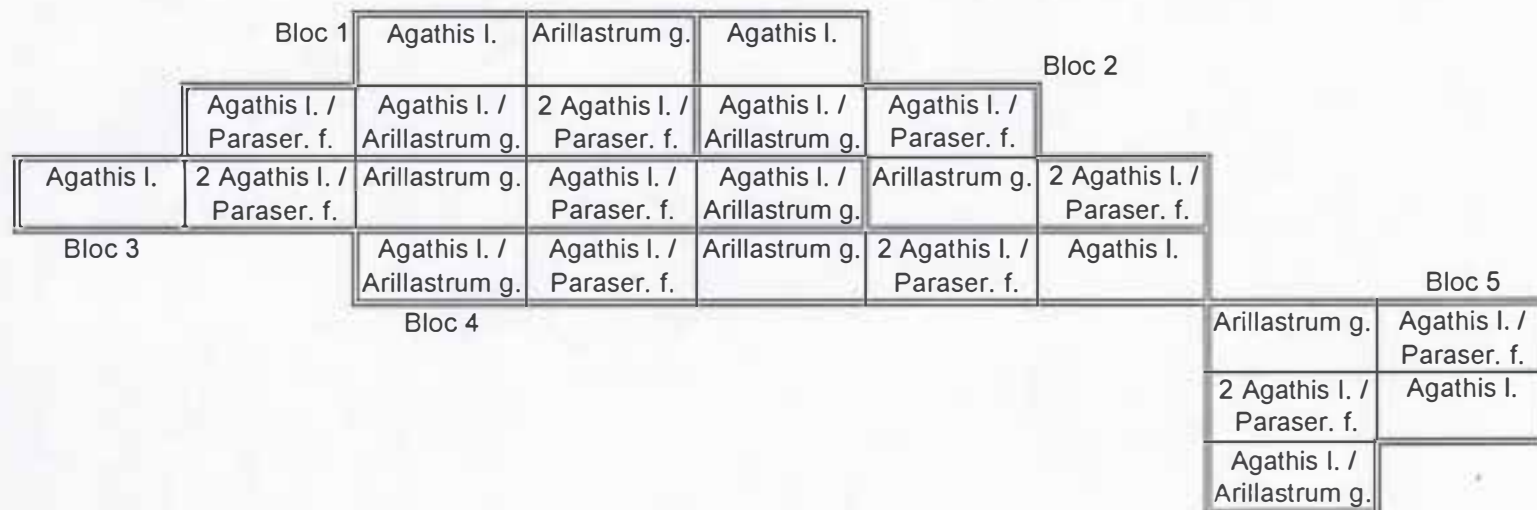 Bloc 1
Agathis l.
Arillastrum g.
Agathis l.
Bloc 2
Agathis l. /
Paraser. f.
Agathis l. /
Arillastrum g.
2 Agathis l. /
Paraser. f.
Agathis l. /
Arillastrum g.
Agathis l. /
Paraser. f.
Agathis l.
2 Agathis l. /
Paraser. f.
Arillastrum g.
Agathis l. /
Paraser. f.
Agathis l. /
Arillastrum g.
Arillastrum g.
2 Agathis l. /
Paraser. f.
Bloc 3
Agathis l. /
Arillastrum g.
Agathis l. /
Paraser. f.
Arillastrum g.
2 Agathis l. /
Paraser. f.
Agathis l.
Bloc 4
Bloc 5
Arillastrum g.
Agathis l. /
Paraser. f.
2 Agathis l. /
Paraser. f.
Agathis l.
Agathis l. /
Arillastrum g.